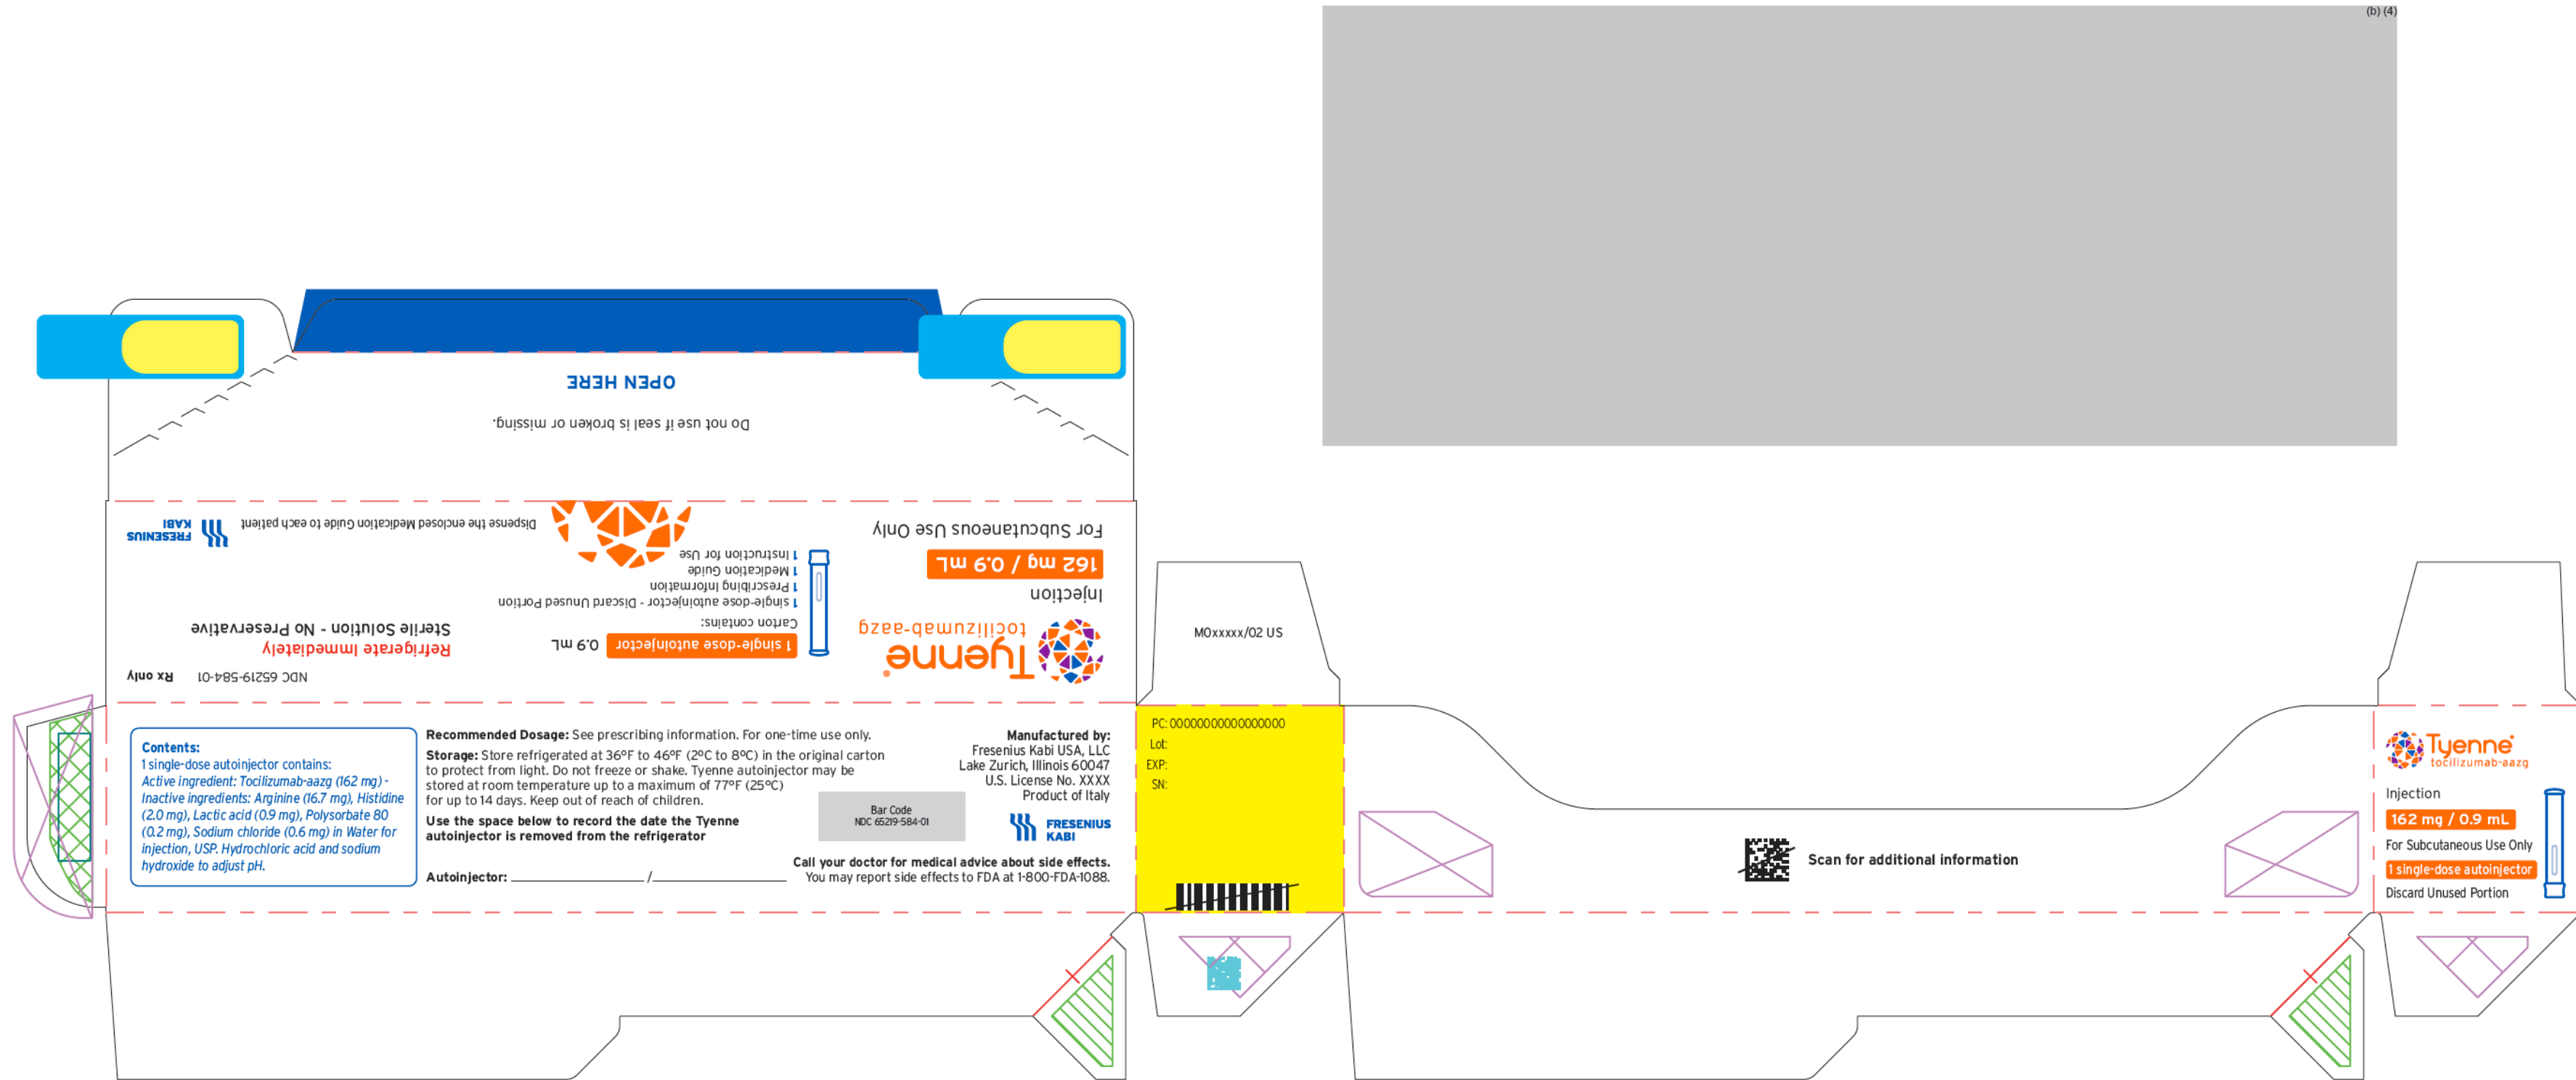 (b) (4)
OPEN HERE
Do not use if seal is broken or missing.
NDC 65219-584-01 Rx only
Tyenne®
tocilizumab-aazg
Injection
162 mg / 0.9 mL
For Subcutaneous Use Only
1 single-dose autoinjector 0.9 mL
Carton contains:
1 single-dose autoinjector - Discard Unused Portion
1 Prescribing Information
1 Medication Guide
1 Instruction for Use
Refrigerate Immediately
Sterile Solution - No Preservative
Dispense the enclosed Medication Guide to each patient
FRESENIUS
KABI
Contents:
1 single-dose autoinjector contains:
Active ingredient: Tocilizumab-aazg (162 mg) -
Inactive ingredients: Arginine (16.7 mg), Histidine
(2.0 mg), Lactic acid (0.9 mg), Polysorbate 80
(0.2 mg), Sodium chloride (0.6 mg) in Water for
injection, USP. Hydrochloric acid and sodium
hydroxide to adjust pH.
Recommended Dosage: See prescribing information. For one-time use only.
Storage: Store refrigerated at 36ºF to 46ºF (2ºC to 8ºC) in the original carton
to protect from light. Do not freeze or shake. Tyenne autoinjector may be
stored at room temperature up to a maximum of 77ºF (25ºC)
for up to 14 days. Keep out of reach of children.
Use the space below to record the date the Tyenne
autoinjector is removed from the refrigerator
Autoinjector: ____________ / ____________
Bar Code
NDC 65219-584-01
Manufactured by:
Fresenius Kabi USA, LLC
Lake Zurich, Illinois 60047
U.S. License No. XXXX
Product of Italy
FRESENIUS
KABI
Call your doctor for medical advice about side effects.
You may report side effects to FDA at 1-800-FDA-1088.
M0xxxxx/02 US
PC: 00000000000000000
Lot:
EXP:
SN:
Scan for additional information
Tyenne®
tocilizumab-aazg
Injection
162 mg / 0.9 mL
For Subcutaneous Use Only
1 single-dose autoinjector
Discard Unused Portion